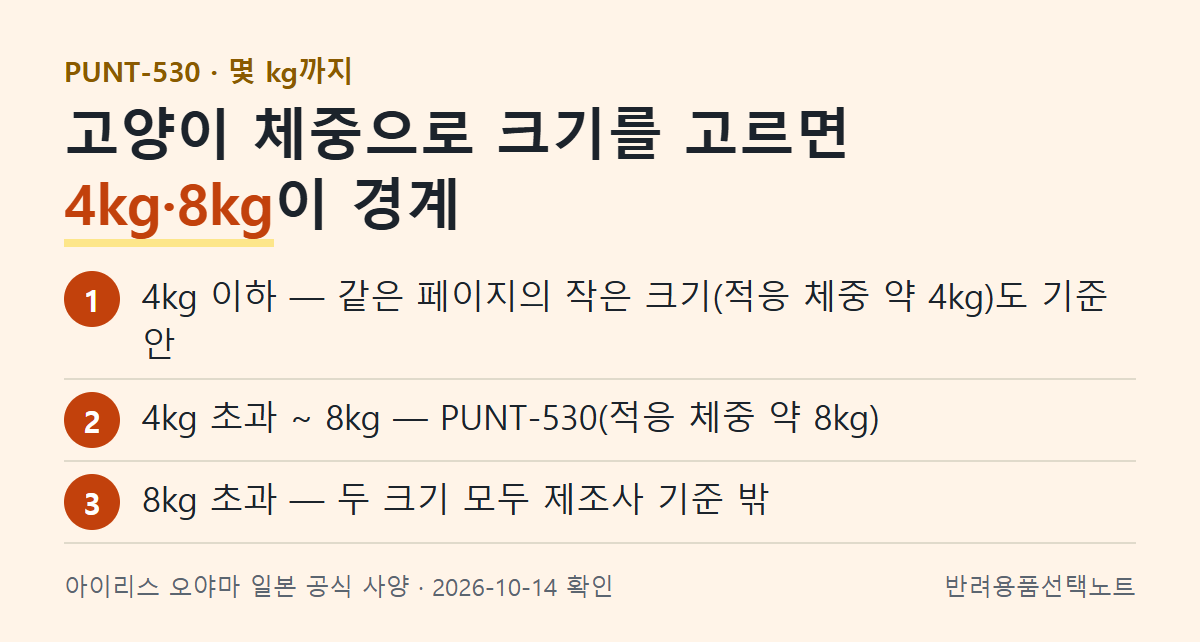 PUNT-530 · 몇 kg까지
고양이 체중으로 크기를 고르면
4kg·8kg이 경계
1 4kg 이하 — 같은 페이지의 작은 크기(적응 체중 약 4kg)도 기준
안
2 4kg 초과 ~ 8kg — PUNT-530(적응 체중 약 8kg)
3 8kg 초과 — 두 크기 모두 제조사 기준 밖
아이리스 오야마 일본 공식 사양 · 2026-10-14 확인
반려용품선택노트